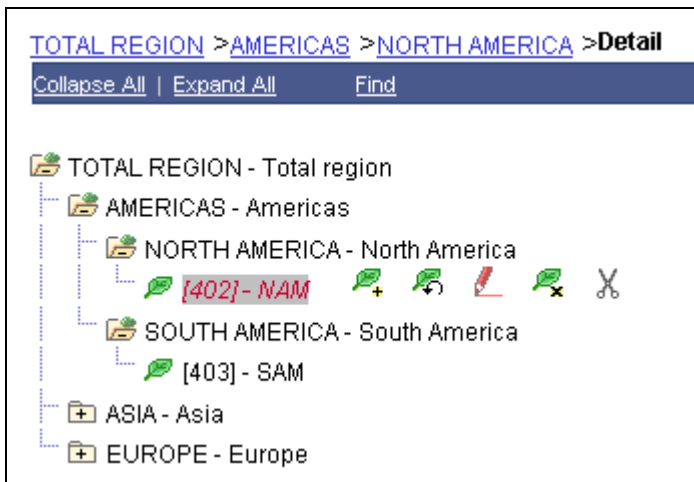 TOTAL REGION >AMERICAS >NORTH AMERICA >Detail
Collapse All | Expand All Find
TOTAL REGION - Total region
AMERICAS - Americas
NORTH AMERICA - North America
[402] - NAM
SOUTH AMERICA - South America
[403] - SAM
ASIA - Asia
EUROPE - Europe